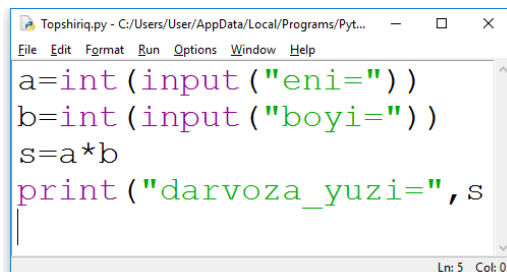 Topshiriq.py - C:/Users/User/AppData/Local/Programs/Pyt...
File Edit Format Run Options Window Help
a=int(input("eni="))
b=int(input("boyi="))
s=a*b
print("darvoza_yuzi=",s
Ln: 5 Col: 0